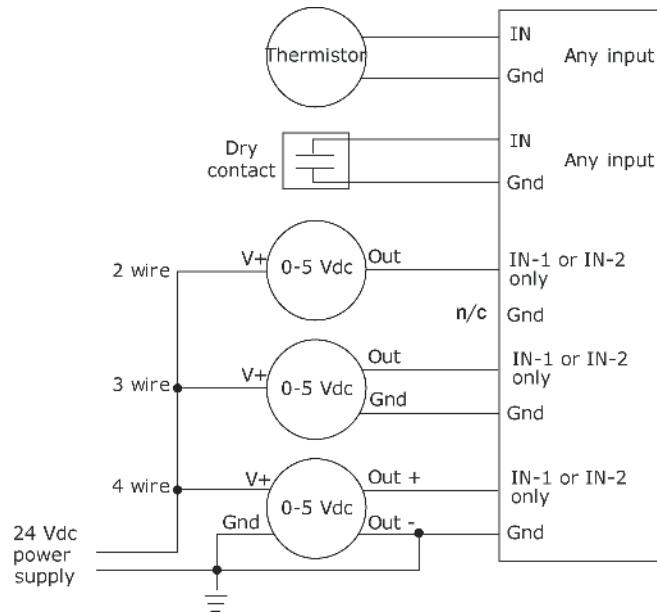 Thermistor
IN
Gnd
Any input
Dry
contact
IN
Gnd
Any input
2 wire
V+
0-5 Vdc
Out
IN-1 or IN-2
only
n/c
Gnd
3 wire
V+
0-5 Vdc
Out
Gnd
IN-1 or IN-2
only
Gnd
4 wire
V+
Gnd
0-5 Vdc
Out +
Out -
IN-1 or IN-2
only
Gnd
24 Vdc
power
supply